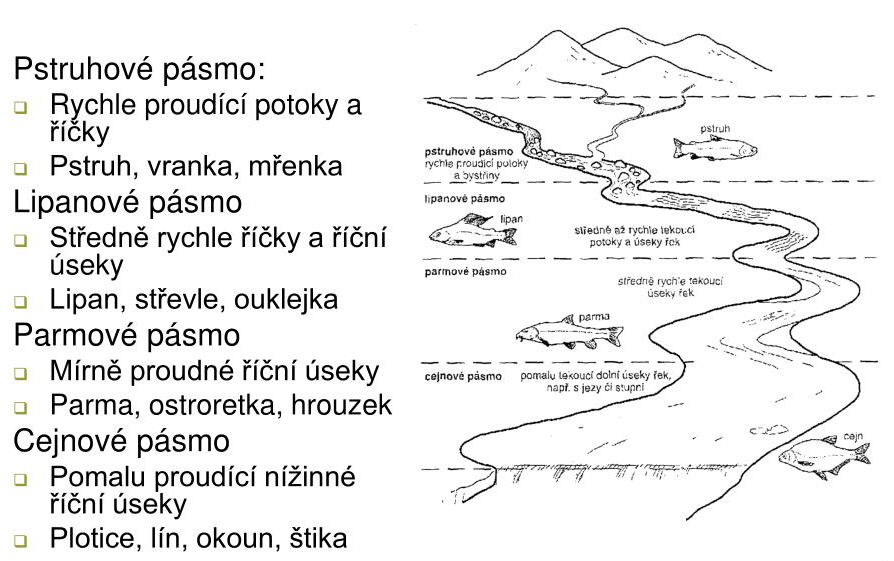 Pstruhové pásmo:
Rychle proudící potoky a
říčky
Pstruh, vranka, mřenka
Lipanové pásmo
Středně rychle říčky a říční
úseky
Lipan, střevle, ouklejka
Parmové pásmo
Mírně proudné říční úseky
Parma, ostroretka, hrouzek
Cejnové pásmo
Pomalu proudící nížinné
říční úseky
Plotice, lín, okoun, štika
pstruh
pstruhové pásmo
rychle proudící potoky
a bystřiny
lipanové pásmo
lipan
středně až rychle tekoucí
potoky a úseky řek
parmové pásmo
středně rychle tekoucí
úseky řek
parma
cejnové pásmo
pomalu tekoucí dolní úseky řek,
např. s jezy či stupni
cejn